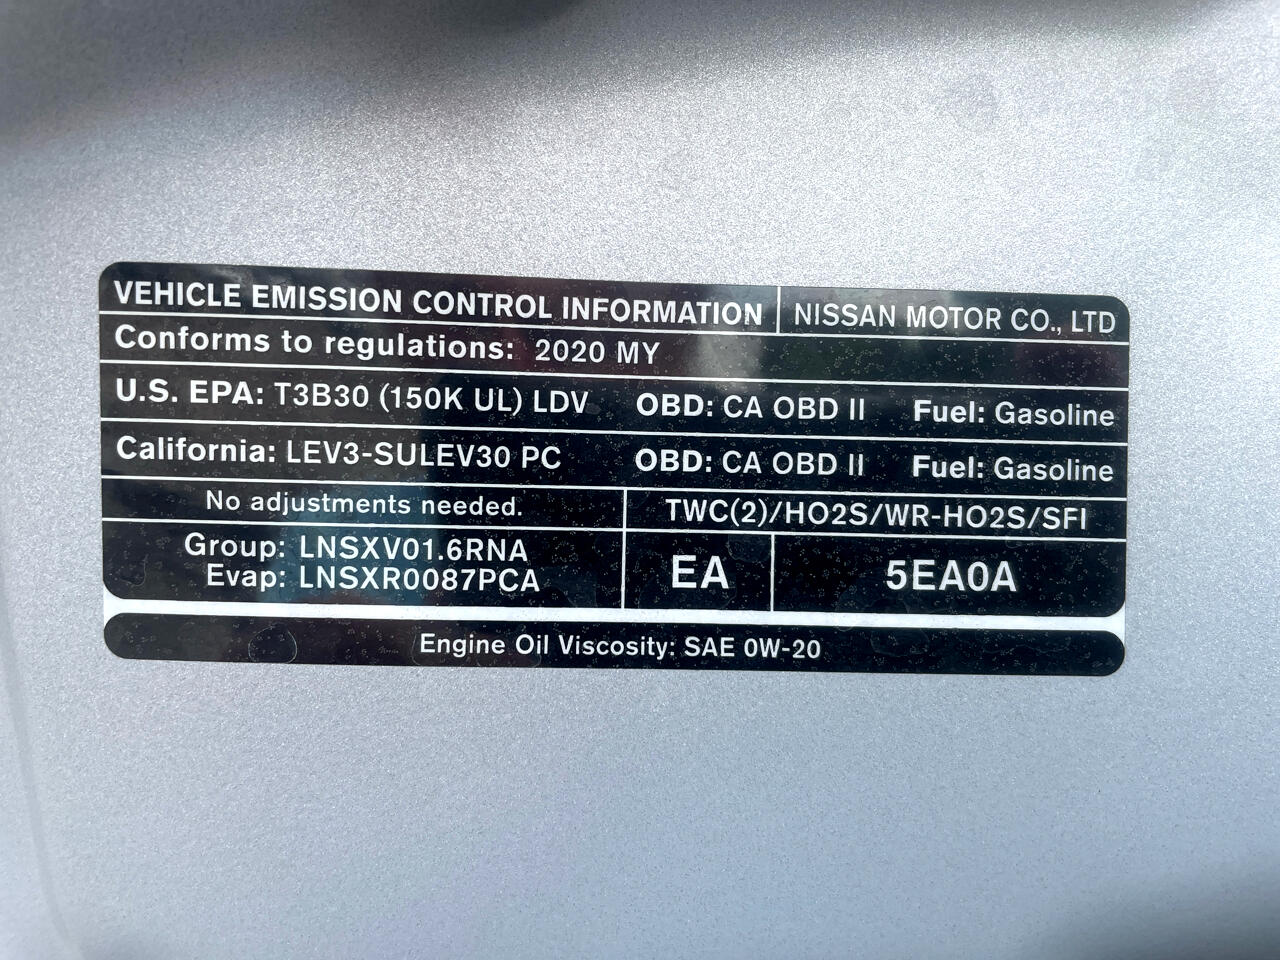 VEHICLE EMISSION CONTROL INFORMATION NISSAN MOTOR CO., LTD
Conforms to regulations: 2020 MY
U.S. EPA: T3B30 (150K UL) LDV OBD: CA OBD II Fuel: Gasoline
California: LEV3-SULEV30 PC OBD: CA OBD II Fuel: Gasoline
No adjustments needed. TWC(2)/HO2S/WR-HO2S/SFI
Group: LNSXV01.6RNA
Evap: LNSXR0087PCA
EA 5EA0A
Engine Oil Viscosity: SAE 0W-20